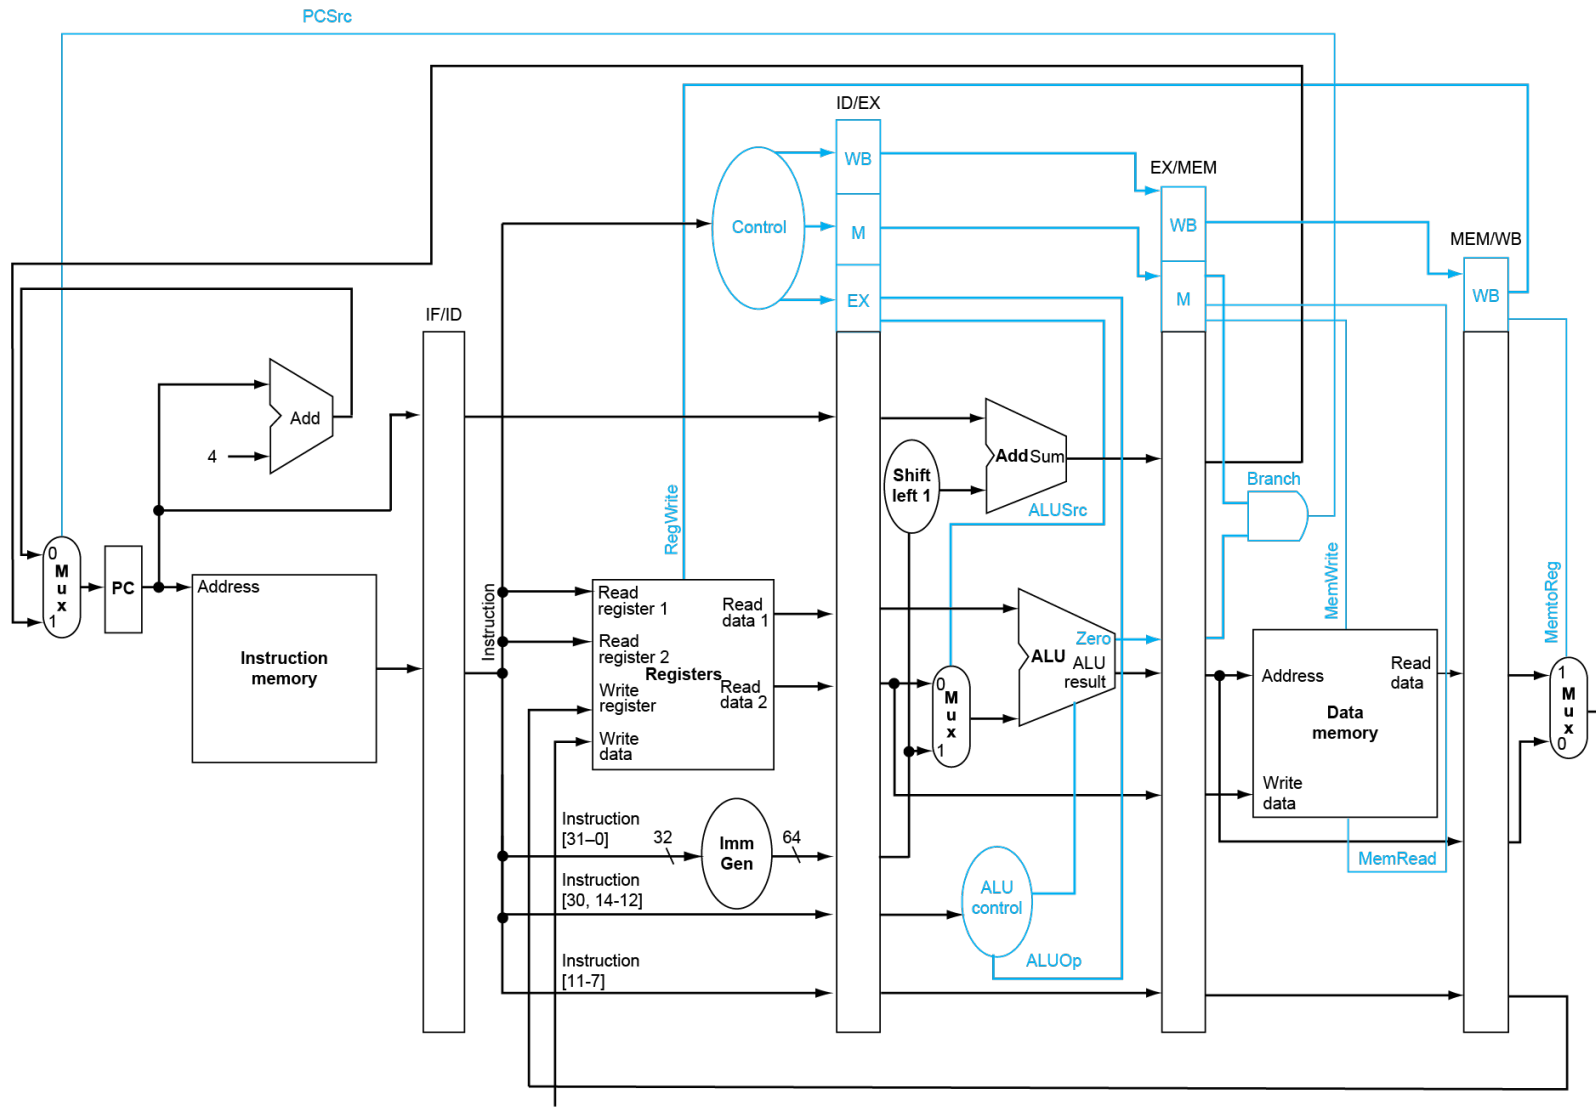 PCSrc
ID/EX
WB
EX/MEM
Control
M
WB
MEM/WB
EX
M
WB
IF/ID
Add
4
Shift
left 1
Add Sum
Branch
ALUSrc
RegWrite
MemWrite
MemtoReg
0
M
u
x
1
PC
Address
Instruction
memory
Instruction
Read
register 1
Read
register 2
Write
register
Write
data
Registers
Read
data 1
Read
data 2
0
M
u
x
1
Zero
ALU
ALU
result
Address
Read
data
Data
memory
Write
data
1
M
u
x
0
MemRead
Instruction
[31–0]
32
Imm
Gen
64
Instruction
[30, 14-12]
ALU
control
Instruction
[11-7]
ALUOp